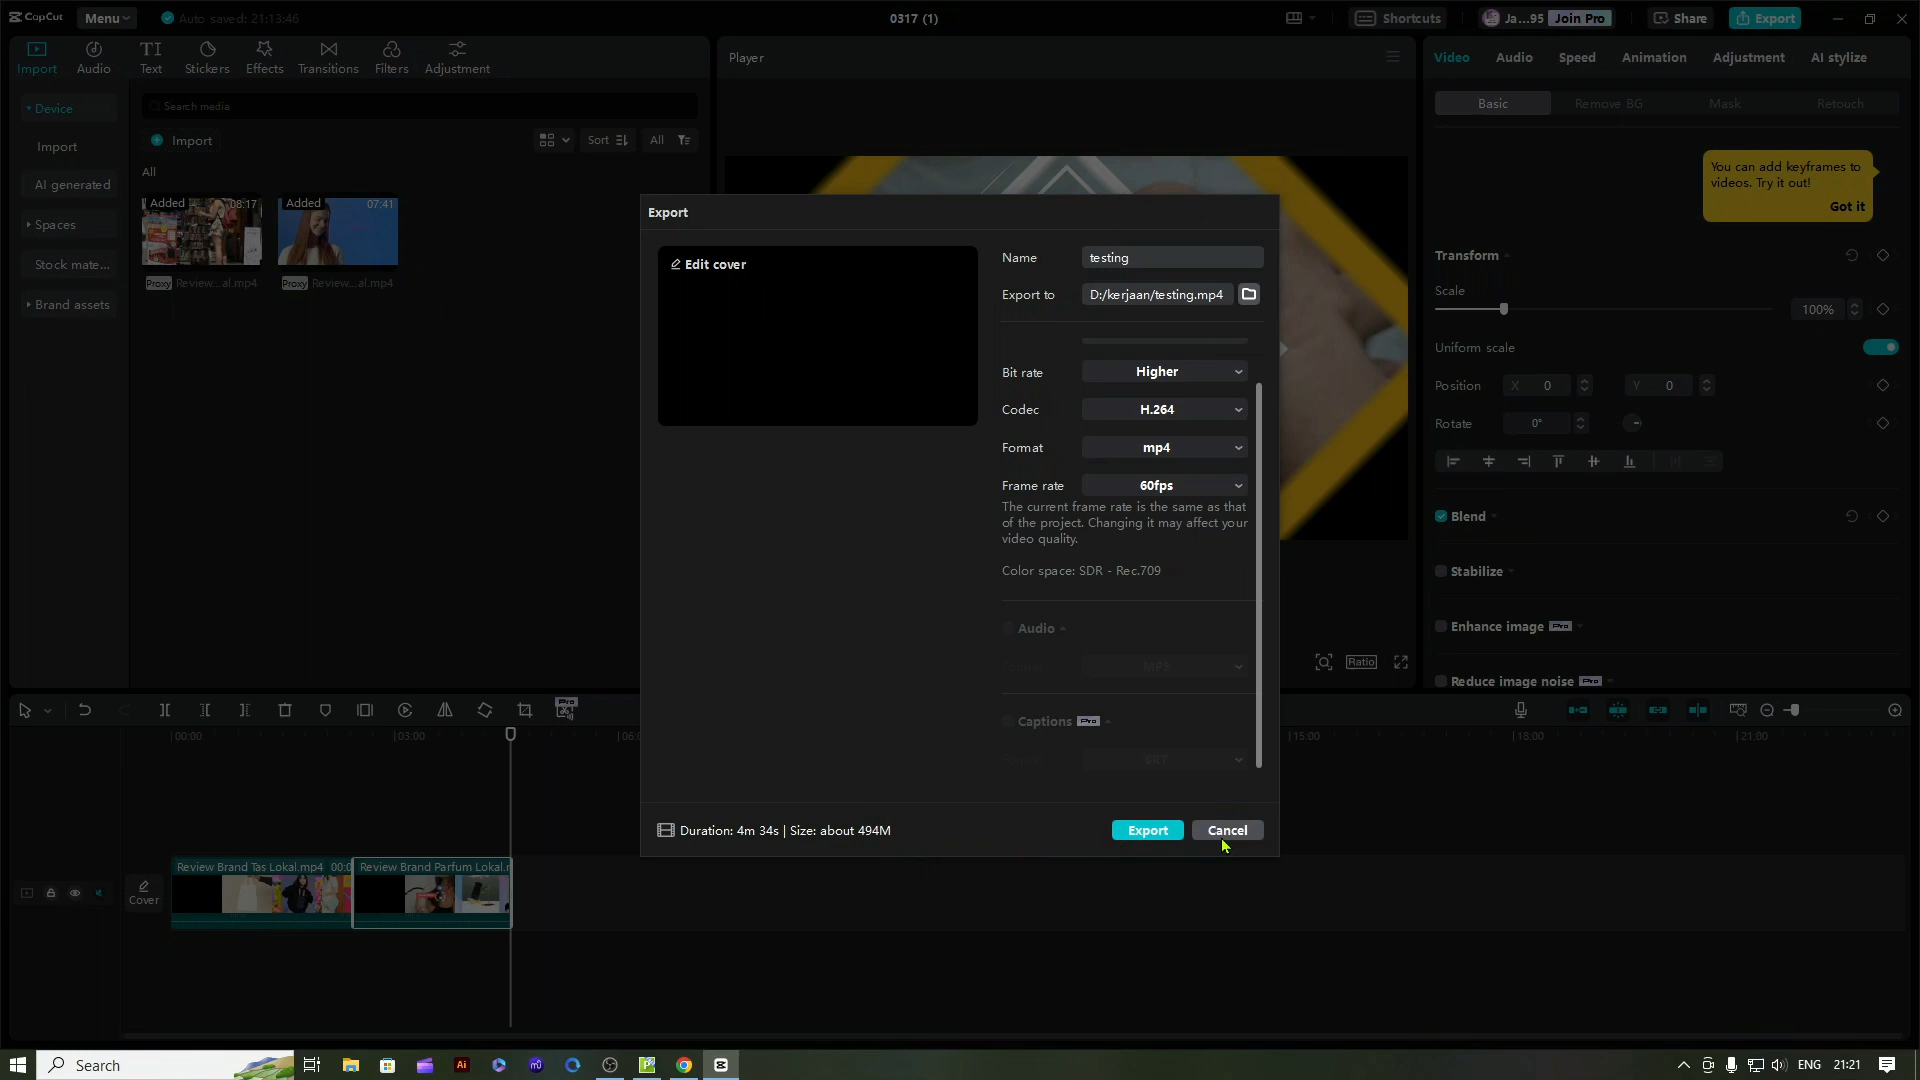 CapCut
Menu
Auto saved: 21:13:46
0317 (1)
Shortcuts
Ja...95
Join Pro
Share
Export
Import
Audio
Text
Stickers
Effects
Transitions
Filters
Adjustment
Player
Video
Audio
Speed
Animation
Adjustment
AI stylize
Device
Import
AI generated
Spaces
Stock mate...
Brand assets
Search media
Import
Sort
All
All
Added
08:17
Added
07:41
Proxy Review...al.mp4
Proxy Review...al.mp4
Basic
Remove BG
Mask
Retouch
You can add keyframes to
videos. Try it out!
Got it
Transform
Scale
100%
Uniform scale
Position
X 0
Y 0
Rotate
0°
Blend
Stabilize
Enhance image Pro
Reduce image noise Pro
Export
Edit cover
Name
testing
Export to
D:/kerjaan/testing.mp4
Bit rate
Higher
Codec
H.264
Format
mp4
Frame rate
60fps
The current frame rate is the same as that
of the project. Changing it may affect your
video quality.
Color space: SDR - Rec.709
Audio
Format
MP3
Captions Pro
Format
SRT
Duration: 4m 34s | Size: about 494M
Export
Cancel
Ratio
Pro
00:00
03:00
15:00
18:00
21:00
Cover
Review Brand Tas Lokal.mp4
Review Brand Parfum Lokal.
Search
Ai
ENG
21:21